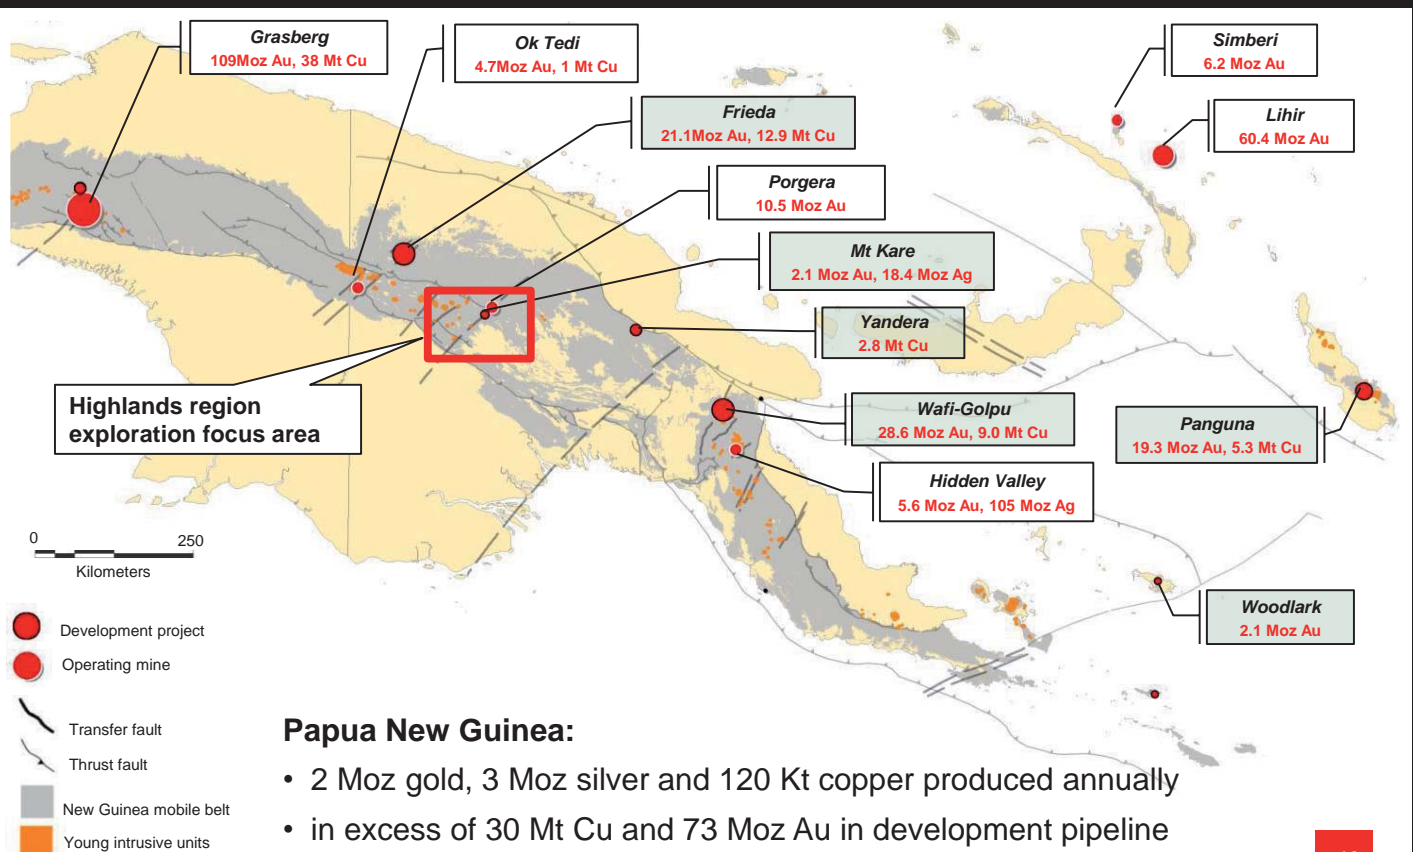 Grasberg
109Moz Au, 38 Mt Cu
Ok Tedi
4.7Moz Au, 1 Mt Cu
Simberi
6.2 Moz Au
Frieda
21.1Moz Au, 12.9 Mt Cu
Lihir
60.4 Moz Au
Porgera
10.5 Moz Au
Mt Kare
2.1 Moz Au, 18.4 Moz Ag
Yandera
2.8 Mt Cu
Highlands region
exploration focus area
Wafi-Golpu
28.6 Moz Au, 9.0 Mt Cu
Panguna
19.3 Moz Au, 5.3 Mt Cu
Hidden Valley
5.6 Moz Au, 105 Moz Ag
0 250
Kilometers
Woodlark
2.1 Moz Au
Development project
Operating mine
Transfer fault
Thrust fault
New Guinea mobile belt
Young intrusive units
Papua New Guinea:
• 2 Moz gold, 3 Moz silver and 120 Kt copper produced annually
• in excess of 30 Mt Cu and 73 Moz Au in development pipeline